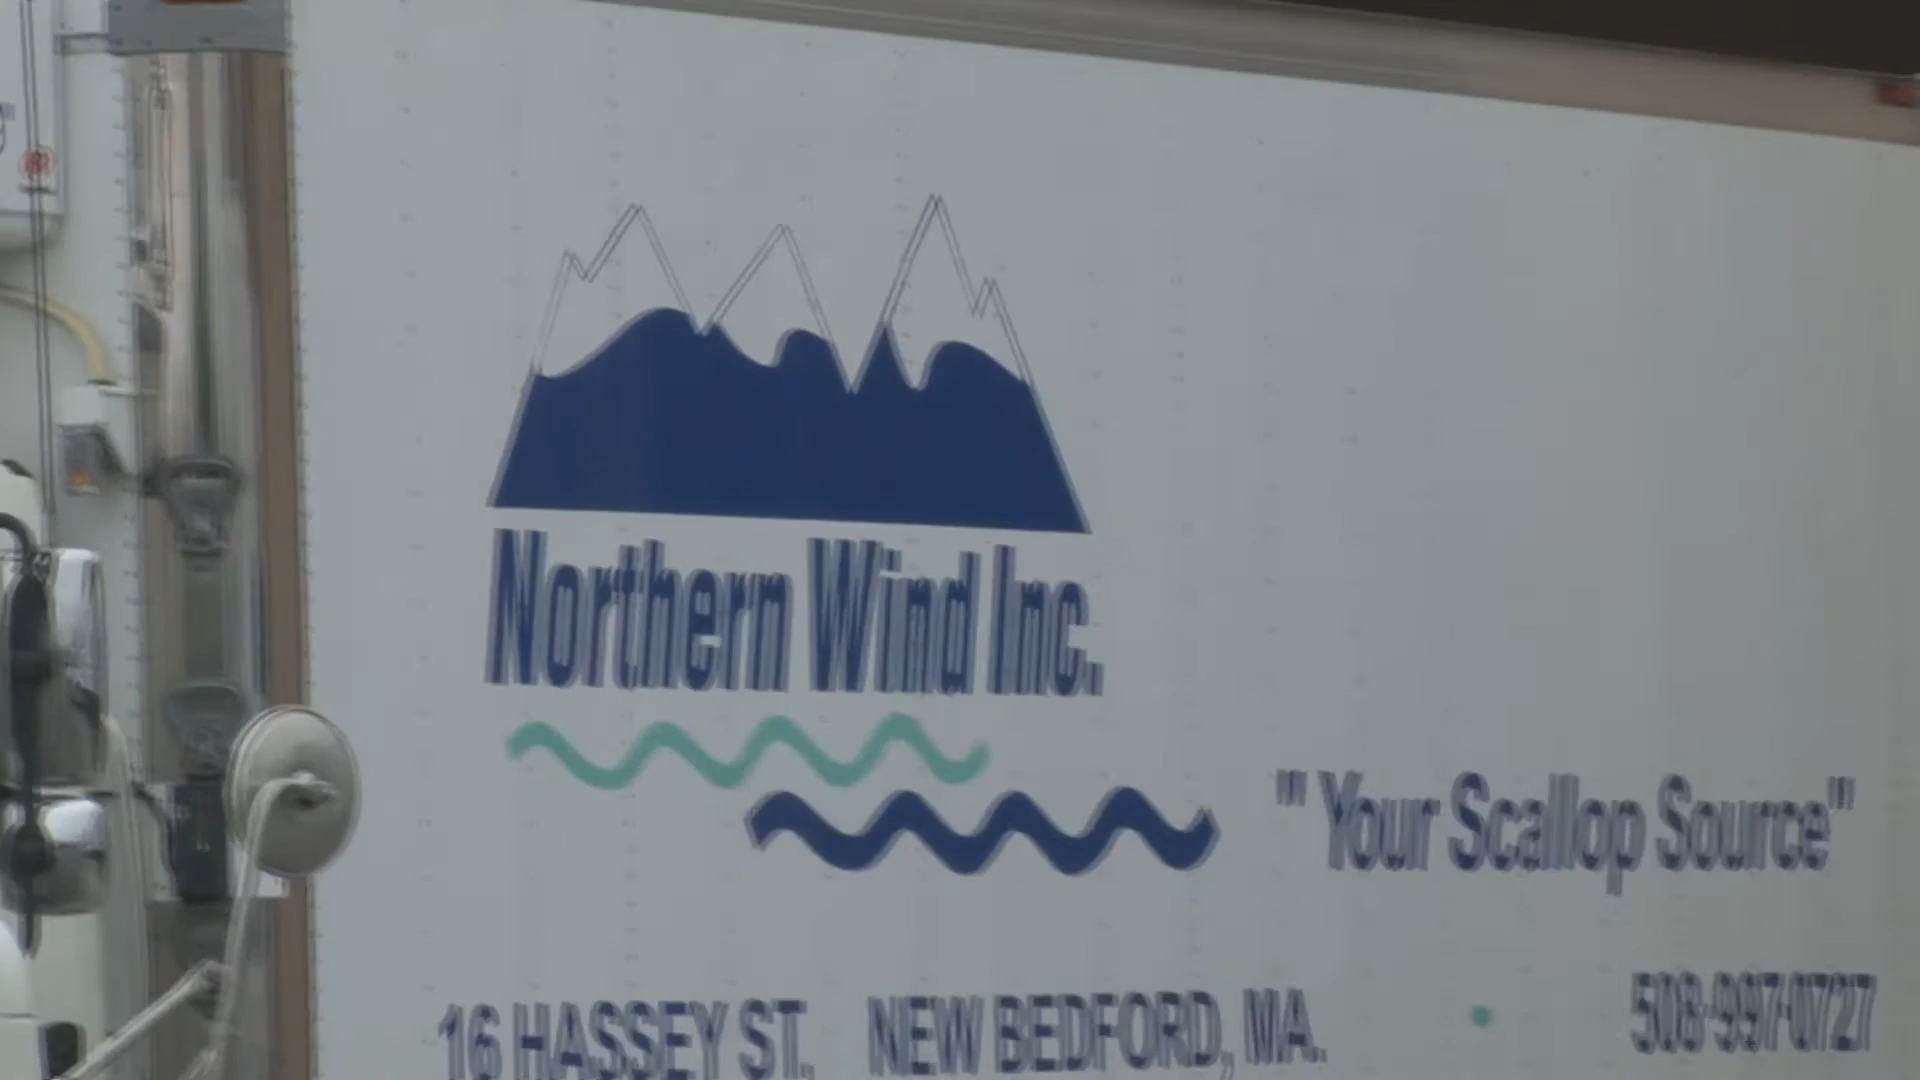 Northern Wind Inc.
" Your Scallop Source"
16 HASSEY ST. NEW BEDFORD, MA. • 508-997-0727